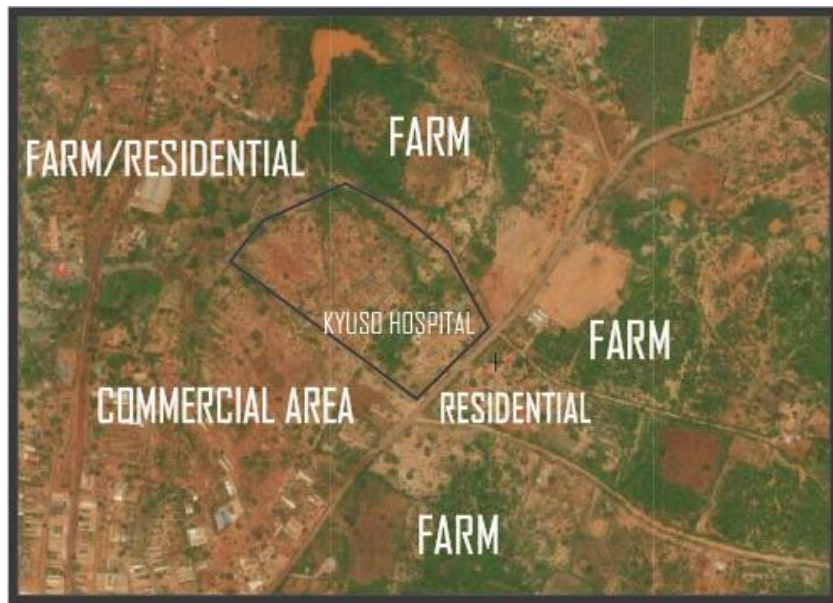 FARM
FARM/RESIDENTIAL
KYUSO HOSPITAL
FARM
COMMERCIAL AREA
RESIDENTIAL
FARM